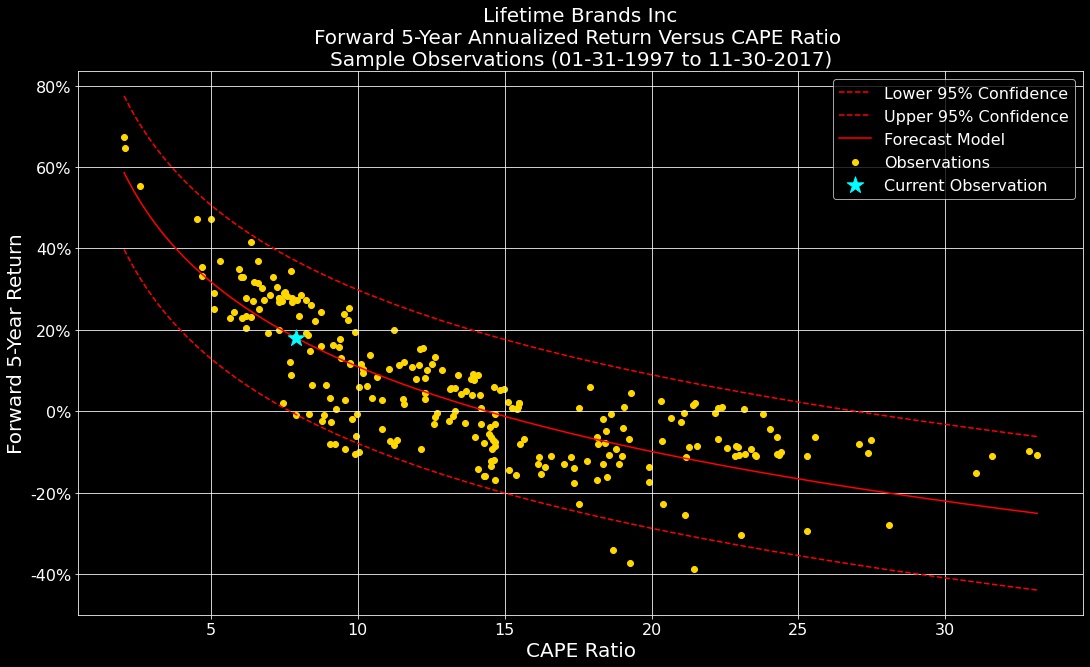 Lifetime Brands Inc
Forward 5-Year Annualized Return Versus CAPE Ratio
Sample Observations (01-31-1997 to 11-30-2017)
Lower 95% Confidence
Upper 95% Confidence
Forecast Model
Observations
Current Observation
Forward 5-Year Return
80%
60%
40%
20%
0%
-20%
-40%
5 10 15 20 25 30
CAPE Ratio